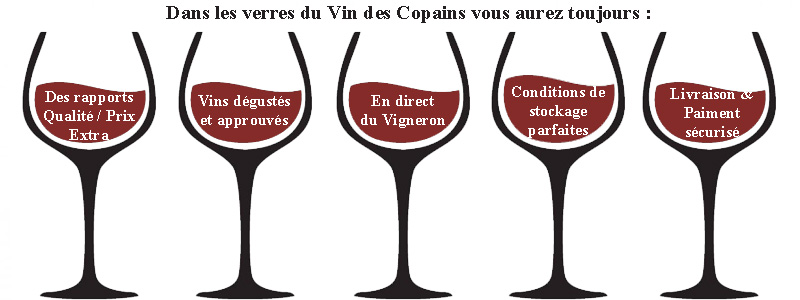 Dans les verres du Vin des Copains vous aurez toujours :
Des rapports
Qualité / Prix
Extra
Vins dégustés
et approuvés
En direct
du Vigneron
Conditions de
stockage
parfaites
Livraison &
Paiment
sécurisé